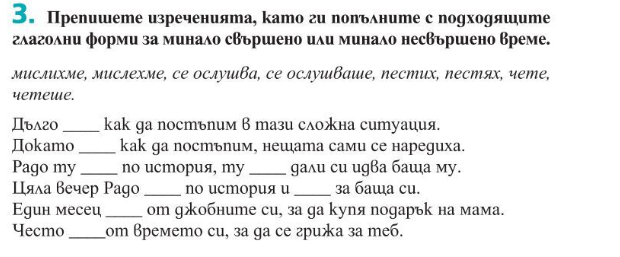 3. Препишете изреченията, като ги попълните с подходящите
глаголни форми за минало свършено или минало несвършено време.
мислихме, мислехме, се ослушва, се ослушваше, пестих, пестях, чете,
четеше.
Дълго ____ как да постъпим в тази сложна ситуация.
Докато ____ как да постъпим, нещата сами се наредиха.
Радо ту ____ по история, ту ____ дали си идва баща му.
Цяла вечер Радо ____ по история и ____ за баща си.
Един месец ____ от джобните си, за да купя подарък на мама.
Често ____от времето си, за да се грижа за теб.